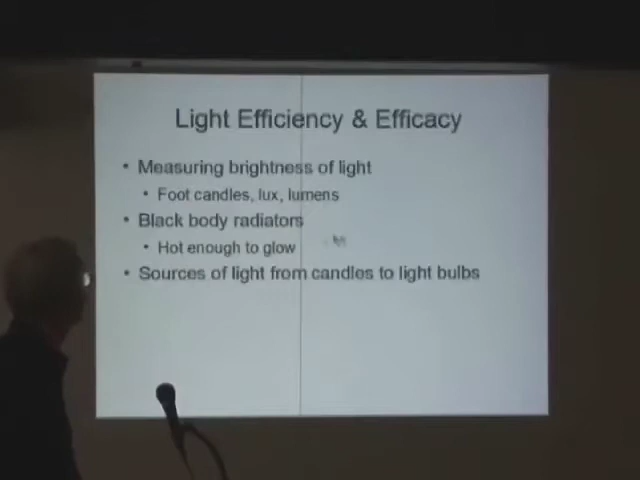 Light Efficiency & Efficacy
• Measuring brightness of light
• Foot candles, lux, lumens
• Black body radiators
• Hot enough to glow
• Sources of light from candles to light bulbs